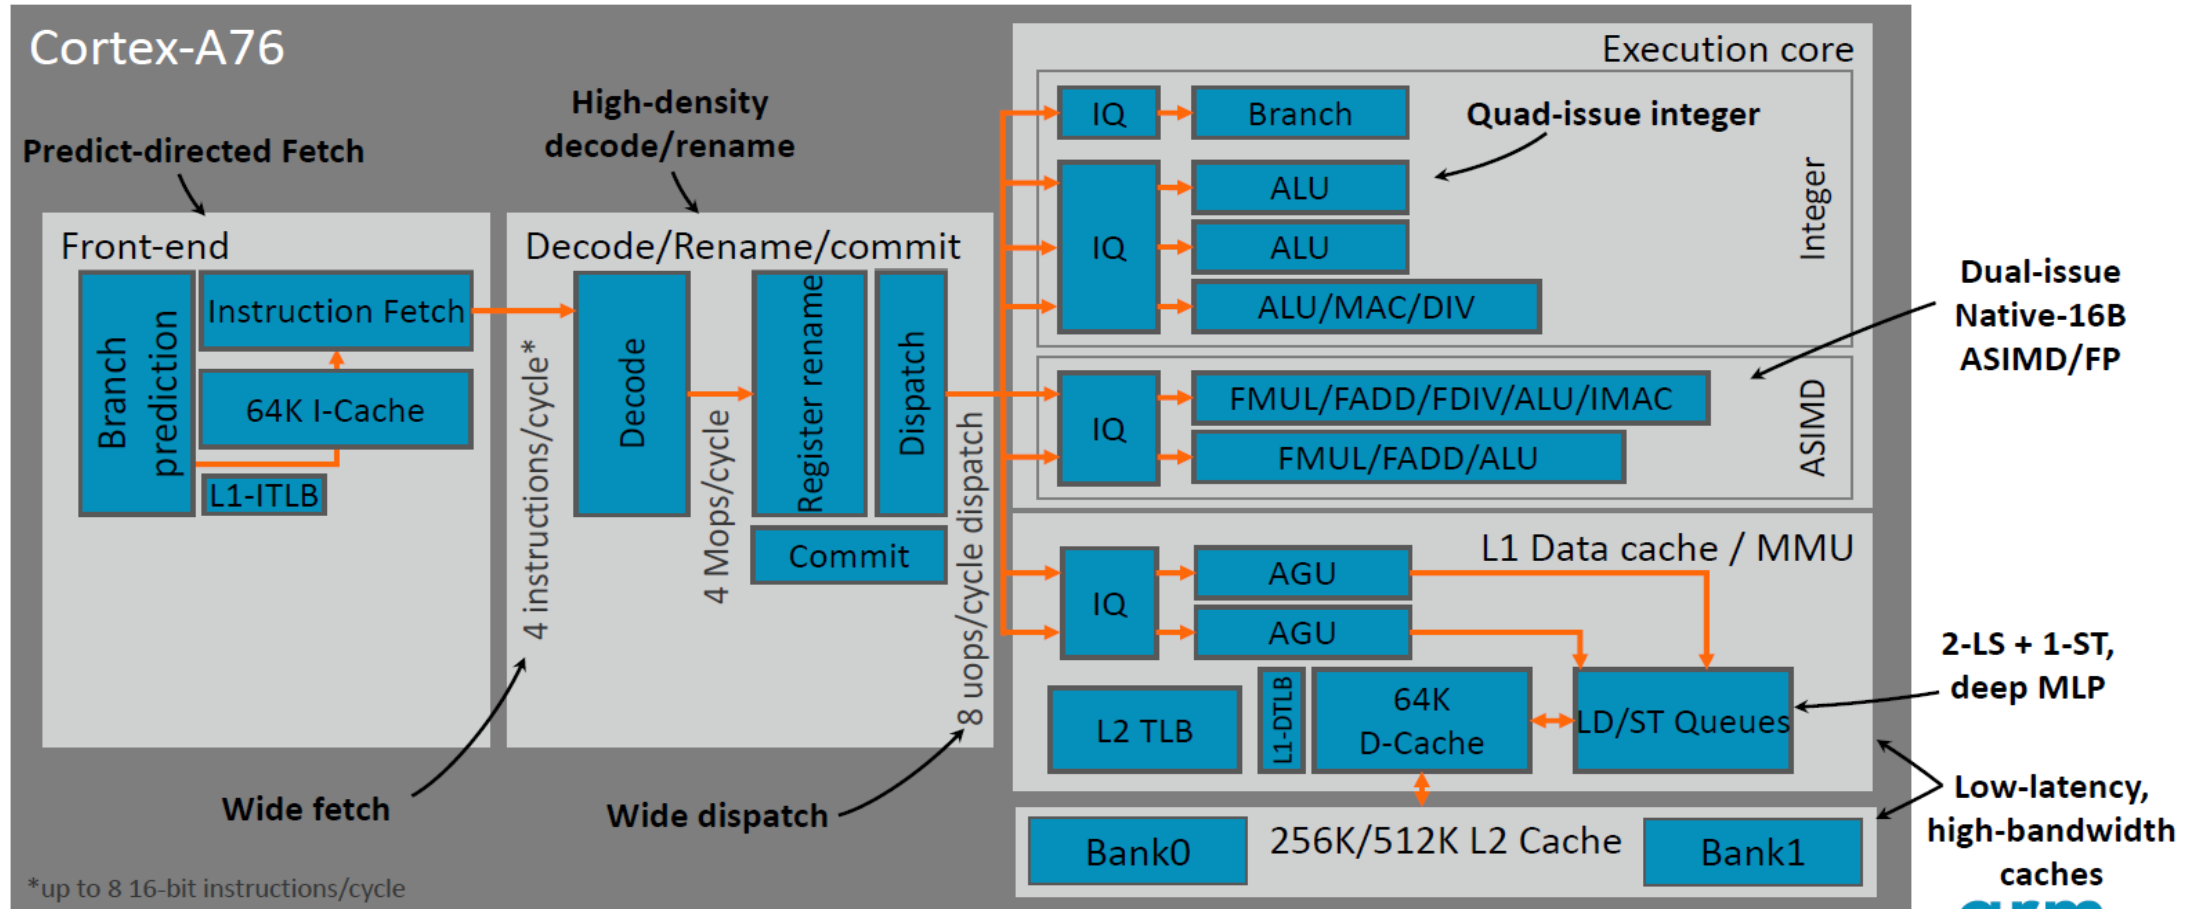 Cortex-A76
Predict-directed Fetch
High-density
decode/rename
Front-end
Branch
prediction
Instruction Fetch
64K I-Cache
L1-ITLB
4 instructions/cycle*
Wide fetch
Decode/Rename/commit
Decode
4 Mops/cycle
Register rename
Dispatch
Commit
8 uops/cycle dispatch
Wide dispatch
Execution core
Integer
Quad-issue integer
IQ
Branch
IQ
ALU
ALU
ALU/MAC/DIV
Dual-issue
Native-16B
ASIMD/FP
ASIMD
IQ
FMUL/FADD/FDIV/ALU/IMAC
FMUL/FADD/ALU
L1 Data cache / MMU
IQ
AGU
AGU
L2 TLB
L1-DTLB
64K
D-Cache
LD/ST Queues
2-LS + 1-ST,
deep MLP
Bank0
256K/512K L2 Cache
Bank1
Low-latency,
high-bandwidth
caches
*up to 8 16-bit instructions/cycle
arm